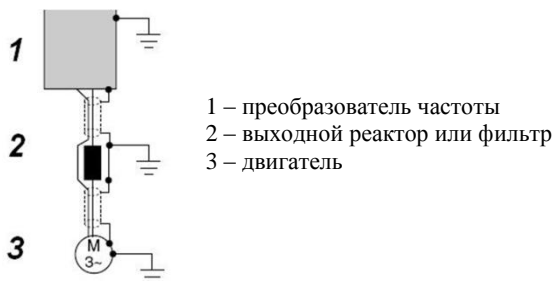 1
1 – преобразователь частоты
2
2 – выходной реактор или фильтр
3 – двигатель
3
M
3~